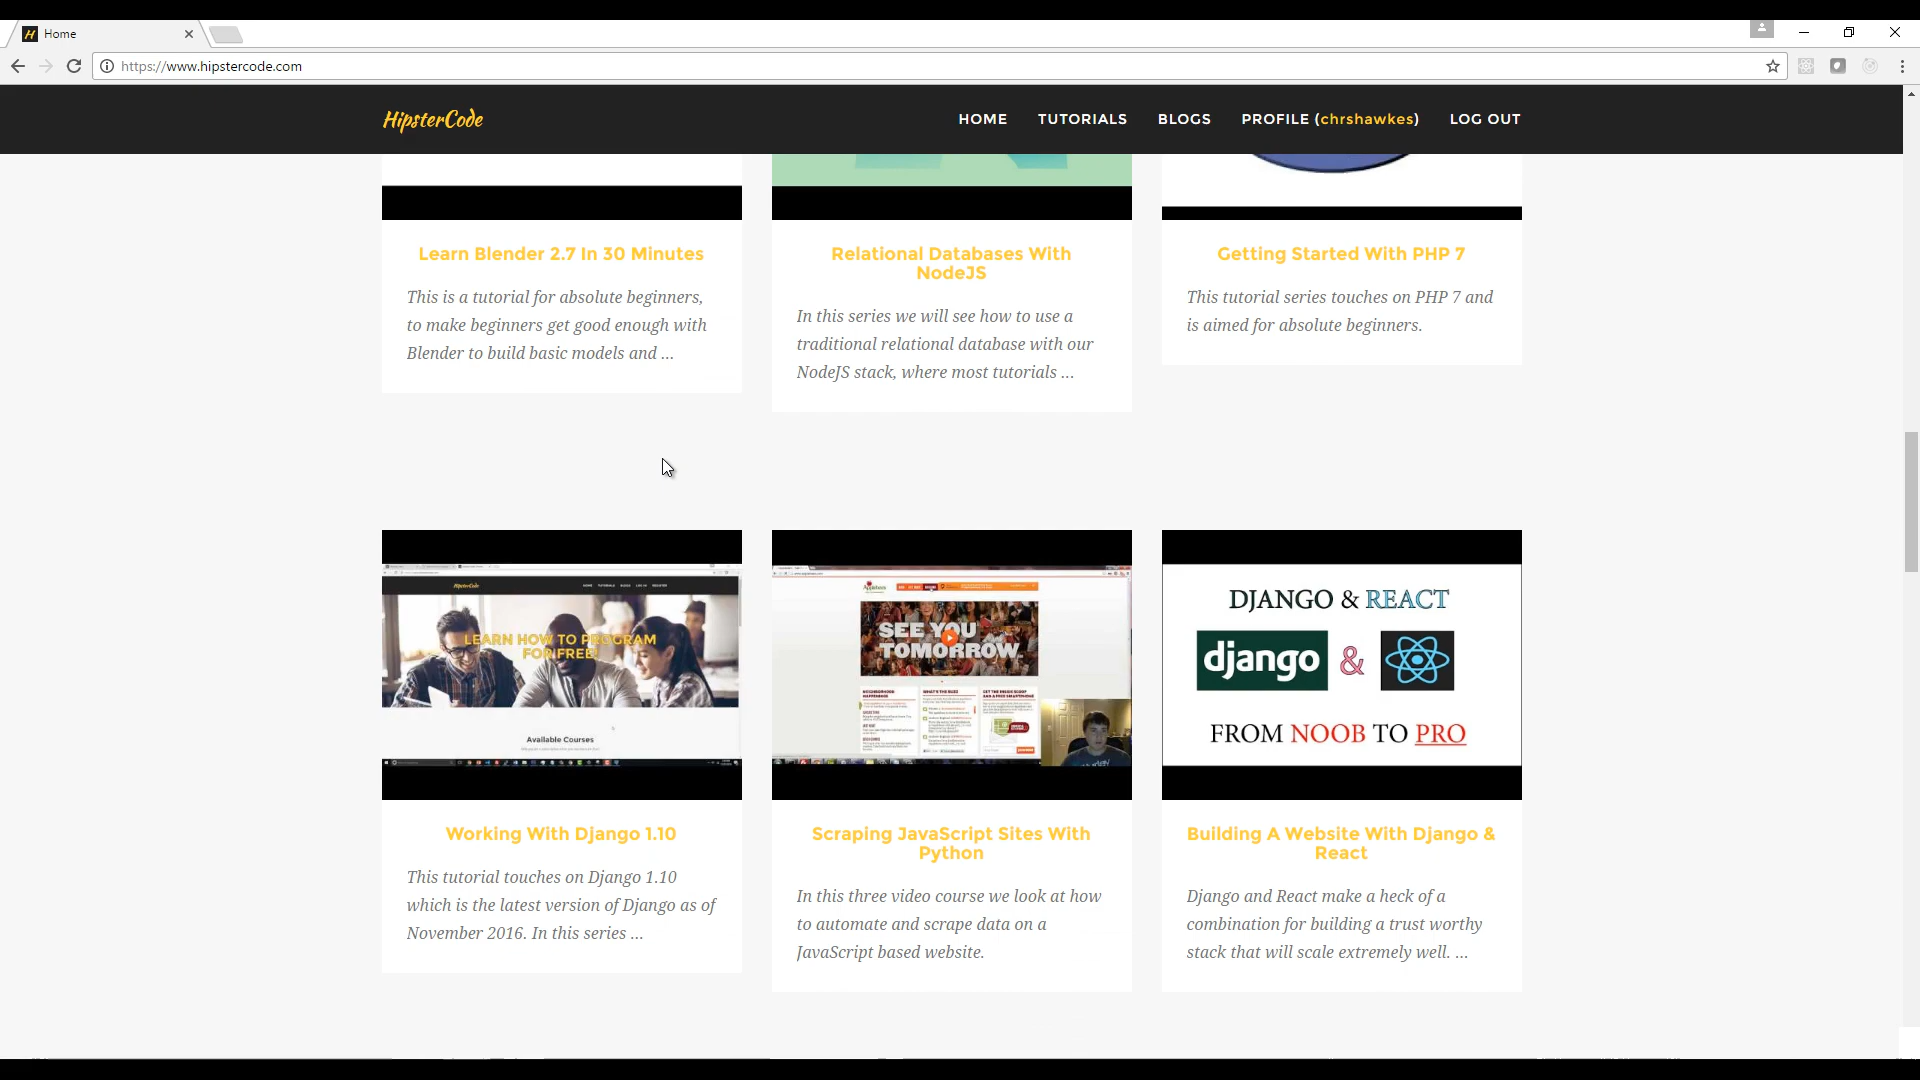 Home
https://www.hipstercode.com
HipsterCode
HOME
TUTORIALS
BLOGS
PROFILE (chrshawkes)
LOG OUT
Learn Blender 2.7 In 30 Minutes
This is a tutorial for absolute beginners,
to make beginners get good enough with
Blender to build basic models and ...
Relational Databases With
NodeJS
In this series we will see how to use a
traditional relational database with our
NodeJS stack, where most tutorials ...
Getting Started With PHP 7
This tutorial series touches on PHP 7 and
is aimed for absolute beginners.
HipsterCode
LEARN HOW TO PROGRAM
FOR FREE!
Available Courses
Working With Django 1.10
This tutorial touches on Django 1.10
which is the latest version of Django as of
November 2016. In this series ...
SEE YOU
TOMORROW
Scraping JavaScript Sites With
Python
In this three video course we look at how
to automate and scrape data on a
JavaScript based website.
DJANGO & REACT
django
&
FROM NOOB TO PRO
Building A Website With Django &
React
Django and React make a heck of a
combination for building a trust worthy
stack that will scale extremely well. ...